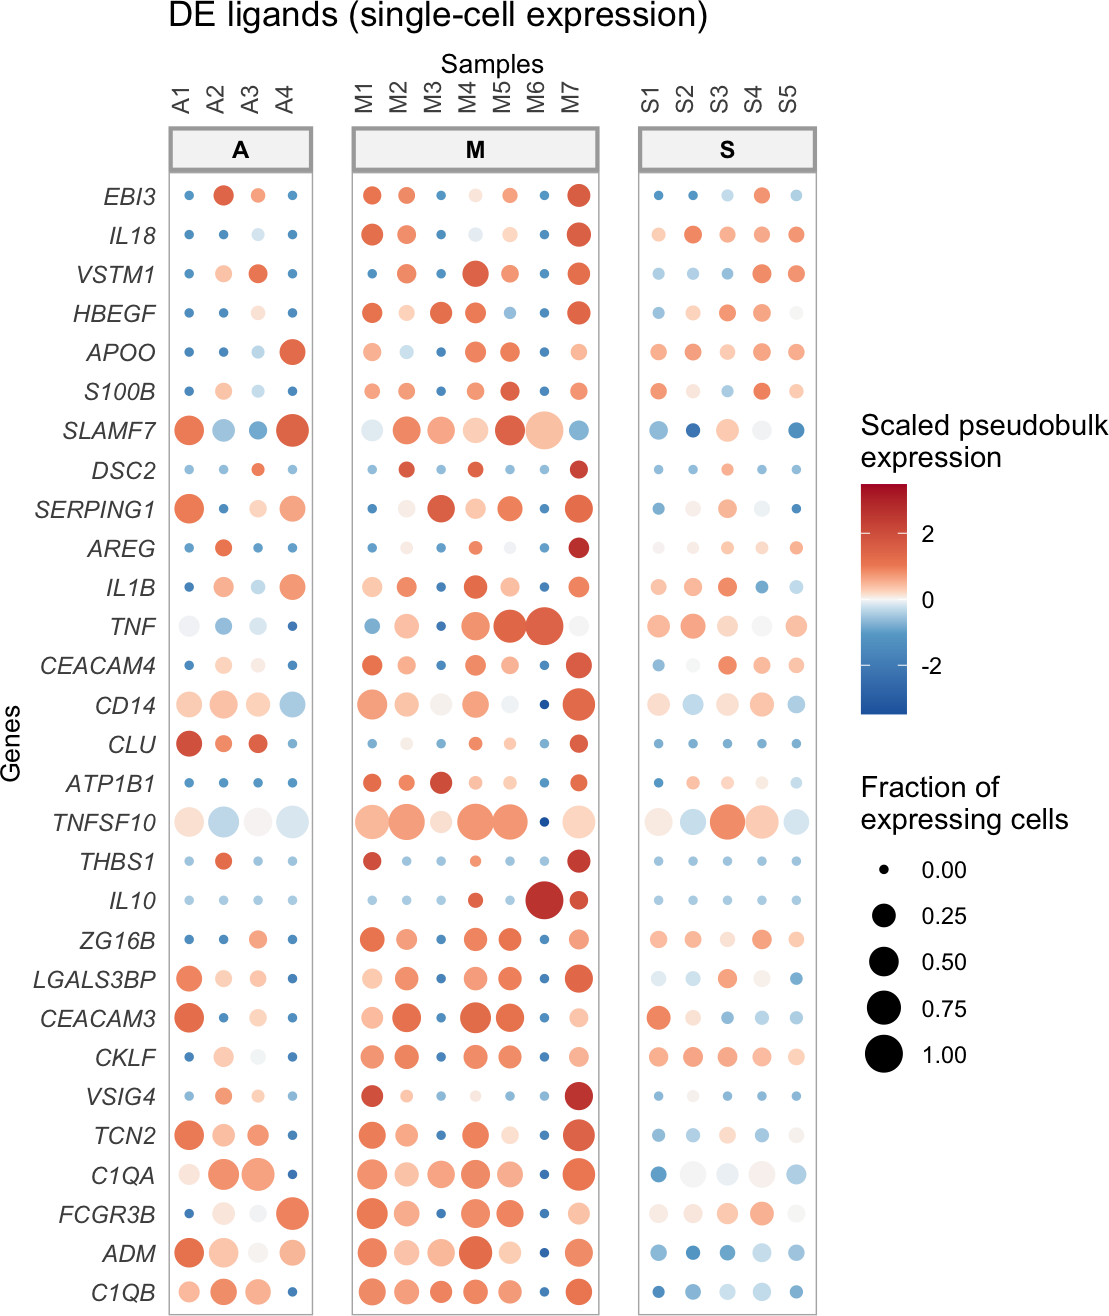 DE ligands (single-cell expression)
Samples
A1 A2 A3 A4 M1 M2 M3 M4 M5 M6 M7 S1 S2 S3 S4 S5
A M S
Genes
EBI3
IL18
VSTM1
HBEGF
APOO
S100B
SLAMF7
DSC2
SERPING1
AREG
IL1B
TNF
CEACAM4
CD14
CLU
ATP1B1
TNFSF10
THBS1
IL10
ZG16B
LGALS3BP
CEACAM3
CKLF
VSIG4
TCN2
C1QA
FCGR3B
ADM
C1QB
Scaled pseudobulk
expression
2
0
-2
Fraction of
expressing cells
0.00
0.25
0.50
0.75
1.00